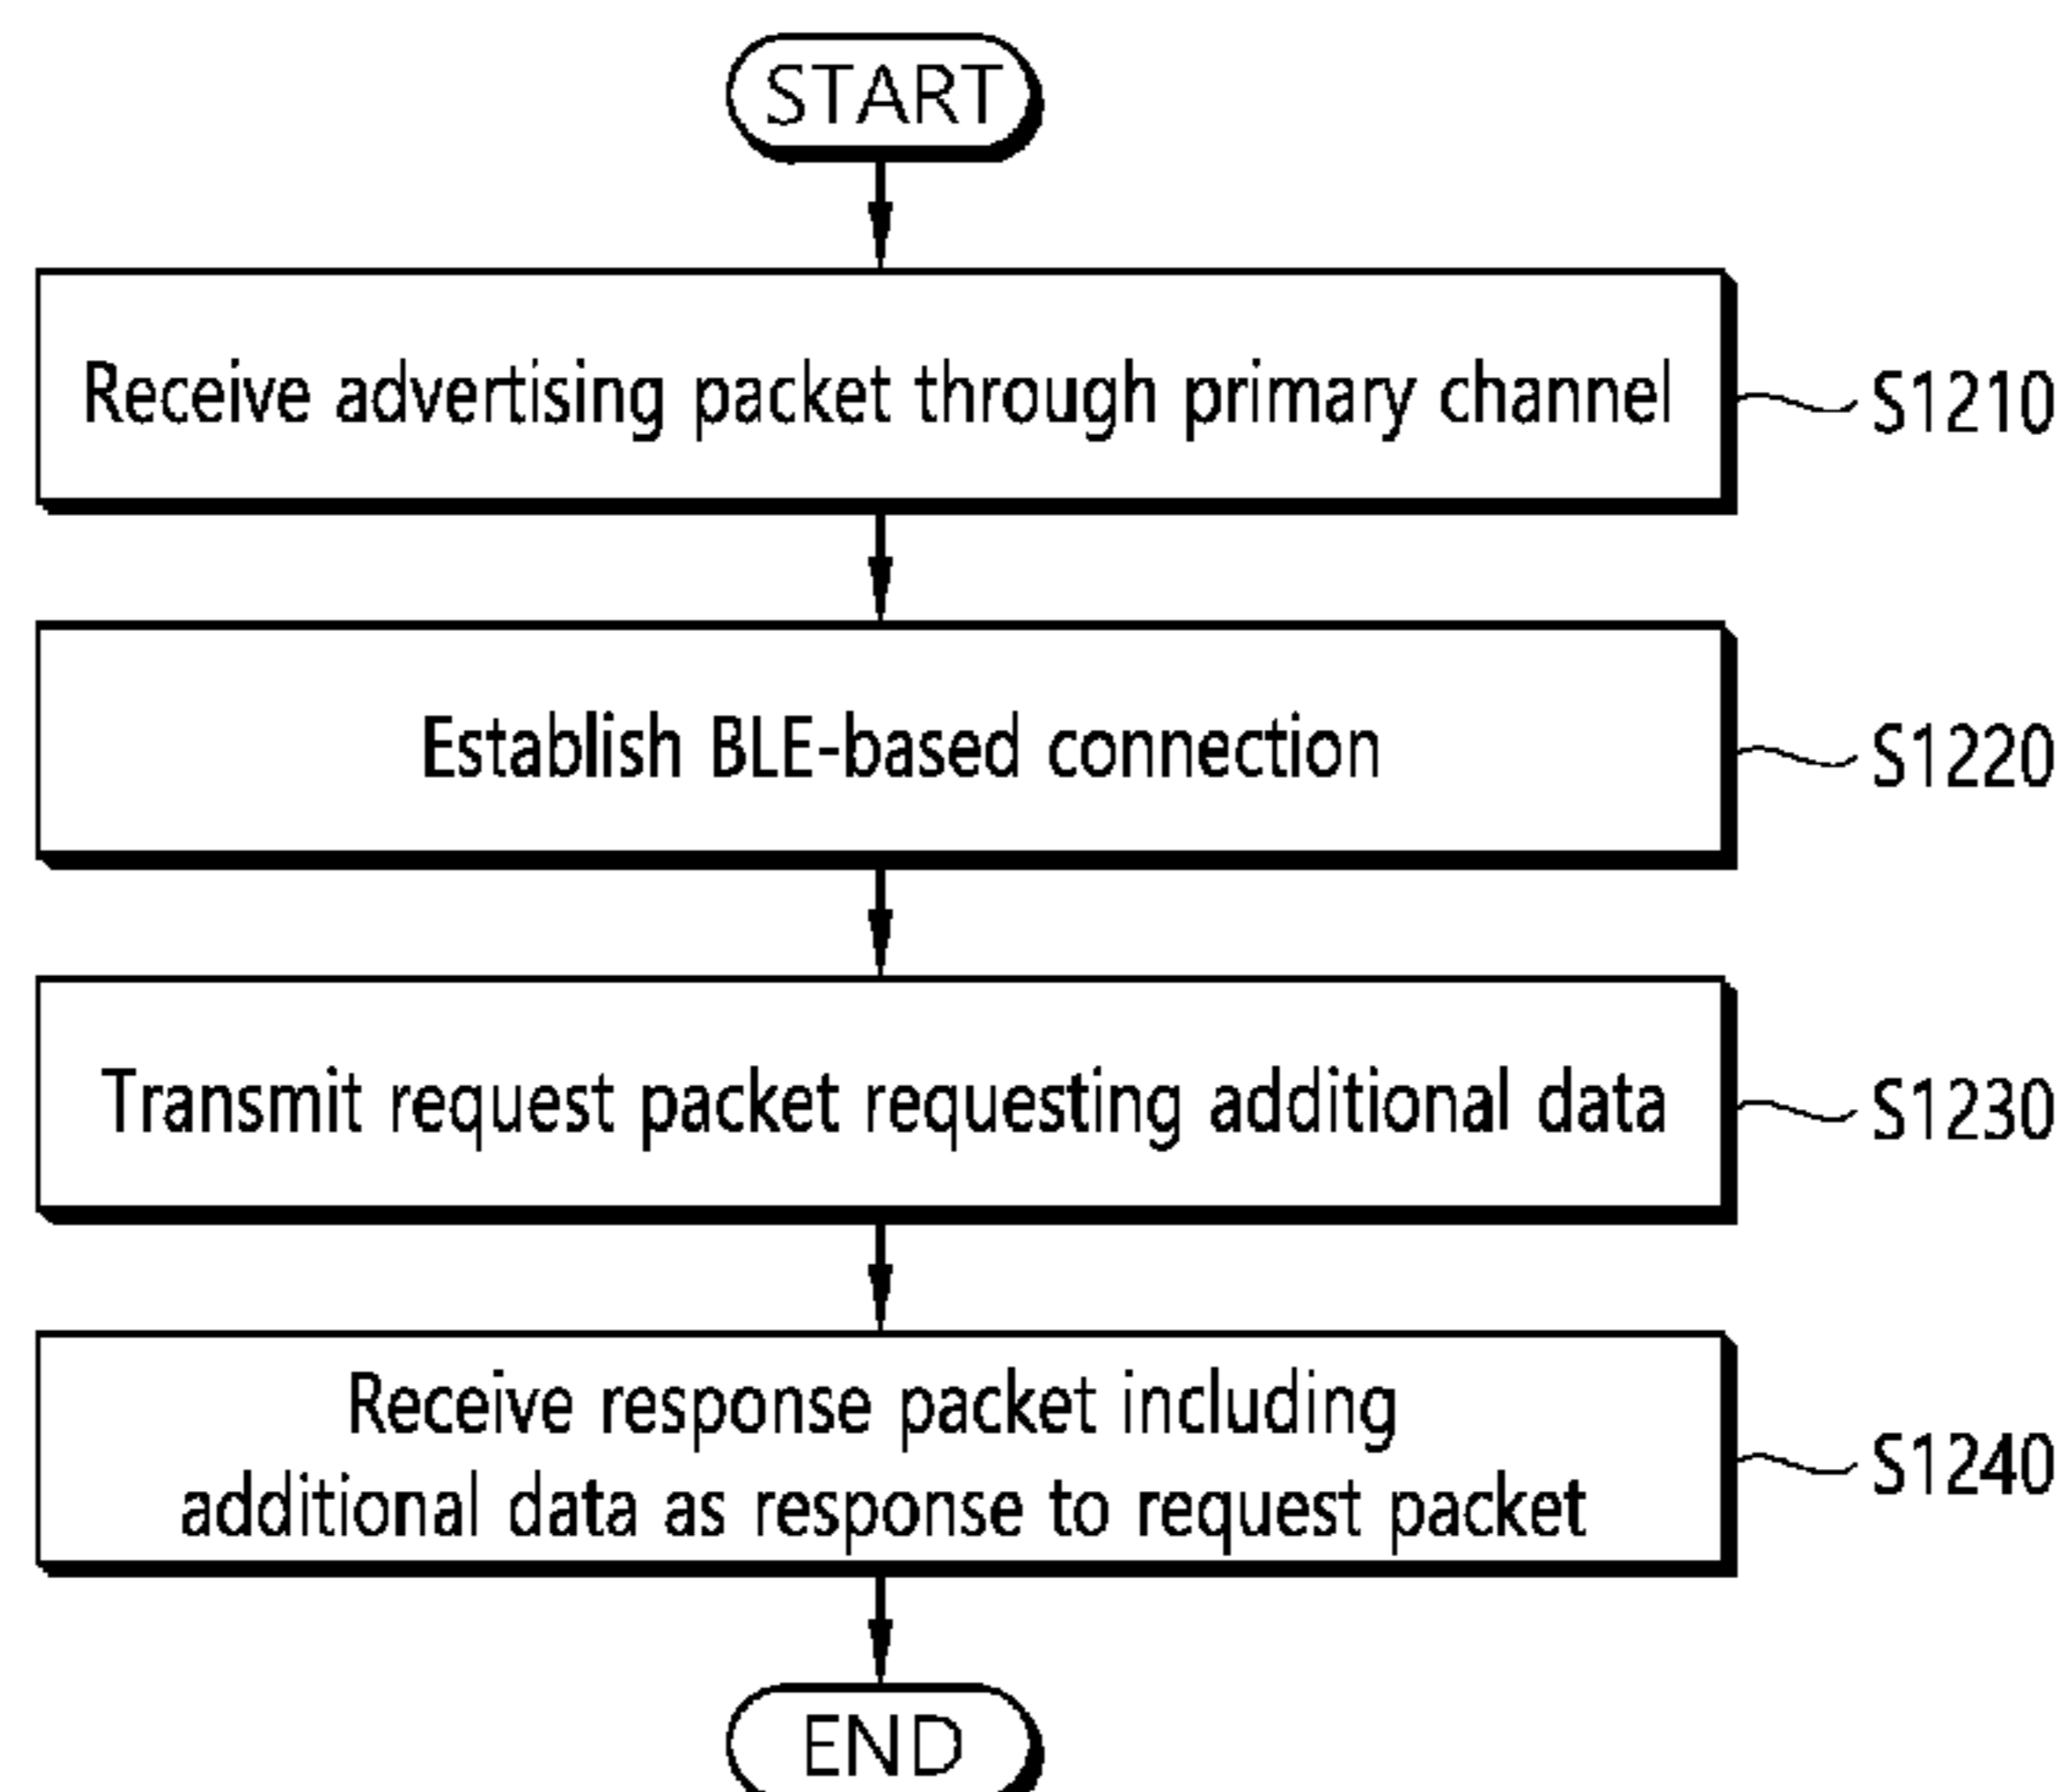 START
Receive advertising packet through primary channel
S1210
Establish BLE-based connection
S1220
Transmit request packet requesting additional data
S1230
Receive response packet including
additional data as response to request packet
S1240
END